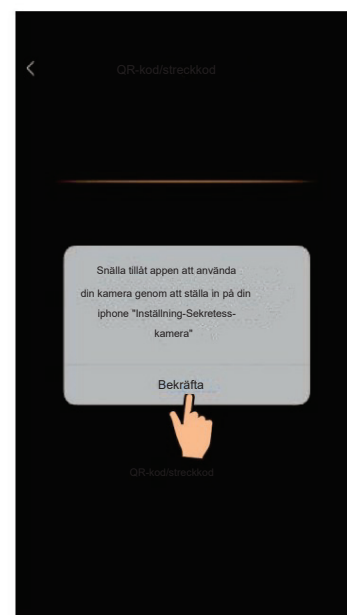 QR-kod/streckkod
Snälla tillåt appen att använda
din kamera genom att ställa in på din
iphone "Inställning-Sekretess-
kamera"
Bekräfta
QR-kod/streckkod